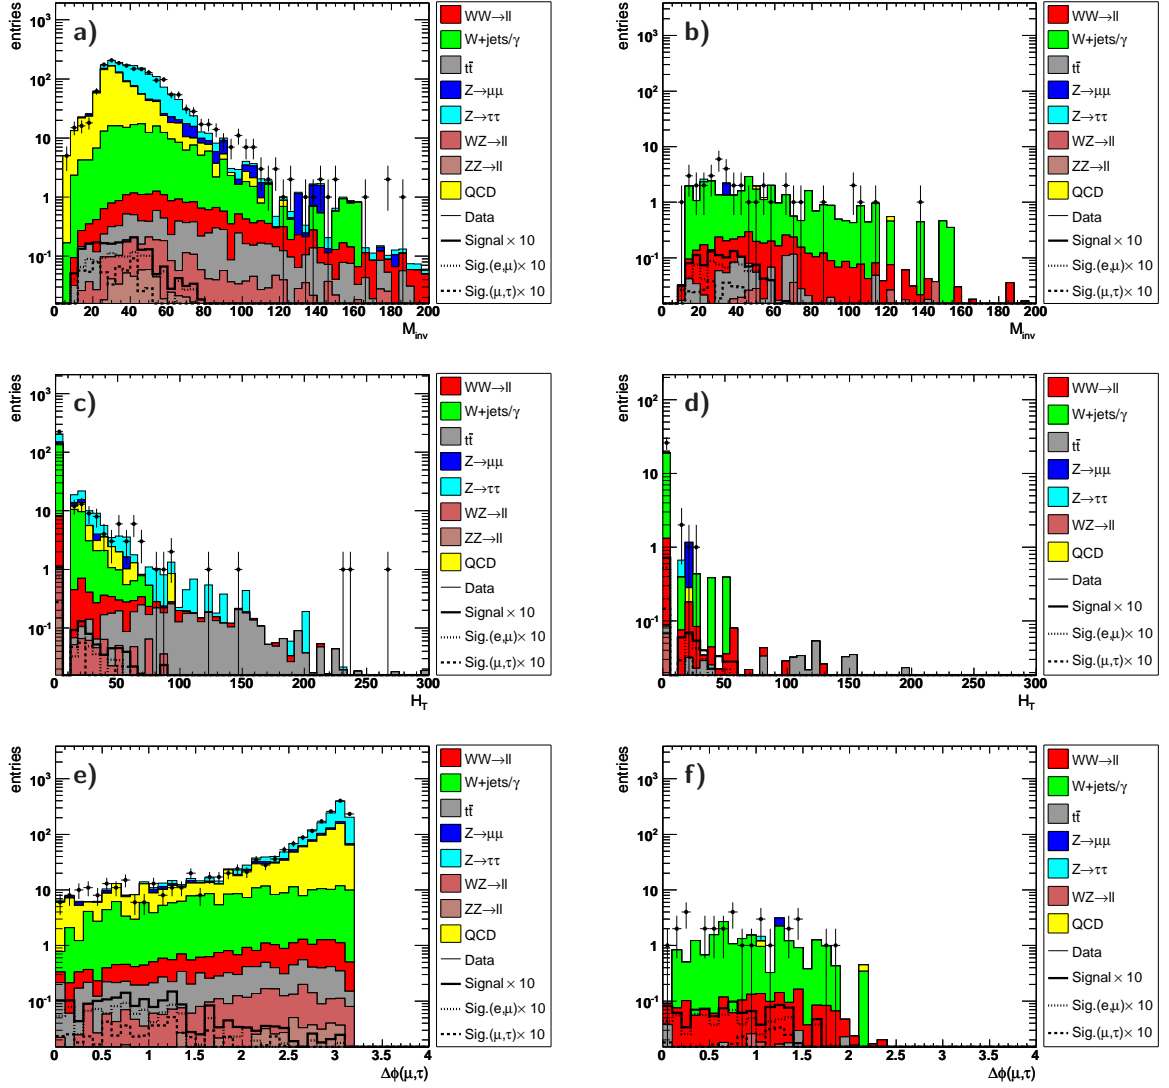 entries
a)
10³
10²
10
1
10⁻¹
0 20 40 60 80 100 120 140 160 180 200
M_inv
WW→ll
W+jets/γ
tt̄
Z→μμ
Z→ττ
WZ→ll
ZZ→ll
QCD
Data
Signal × 10
Sig.(e,μ)× 10
Sig.(μ,τ)× 10
entries
b)
10³
10²
10
1
10⁻¹
0 20 40 60 80 100 120 140 160 180 200
M_inv
WW→ll
W+jets/γ
tt̄
Z→μμ
Z→ττ
WZ→ll
ZZ→ll
QCD
Data
Signal × 10
Sig.(e,μ)× 10
Sig.(μ,τ)× 10
entries
c)
10³
10²
10
1
10⁻¹
0 50 100 150 200 250 300
H_T
WW→ll
W+jets/γ
tt̄
Z→μμ
Z→ττ
WZ→ll
ZZ→ll
QCD
Data
Signal × 10
Sig.(e,μ)× 10
Sig.(μ,τ)× 10
entries
d)
10²
10
1
10⁻¹
0 50 100 150 200 250 300
H_T
WW→ll
W+jets/γ
tt̄
Z→μμ
Z→ττ
WZ→ll
QCD
Data
Signal × 10
Sig.(e,μ)× 10
Sig.(μ,τ)× 10
entries
e)
10³
10²
10
1
10⁻¹
0 0.5 1 1.5 2 2.5 3 3.5 4
Δϕ(μ,τ)
WW→ll
W+jets/γ
tt̄
Z→μμ
Z→ττ
WZ→ll
ZZ→ll
QCD
Data
Signal × 10
Sig.(e,μ)× 10
Sig.(μ,τ)× 10
entries
f)
10³
10²
10
1
10⁻¹
0 0.5 1 1.5 2 2.5 3 3.5 4
Δϕ(μ,τ)
WW→ll
W+jets/γ
tt̄
Z→μμ
Z→ττ
WZ→ll
QCD
Data
Signal × 10
Sig.(e,μ)× 10
Sig.(μ,τ)× 10